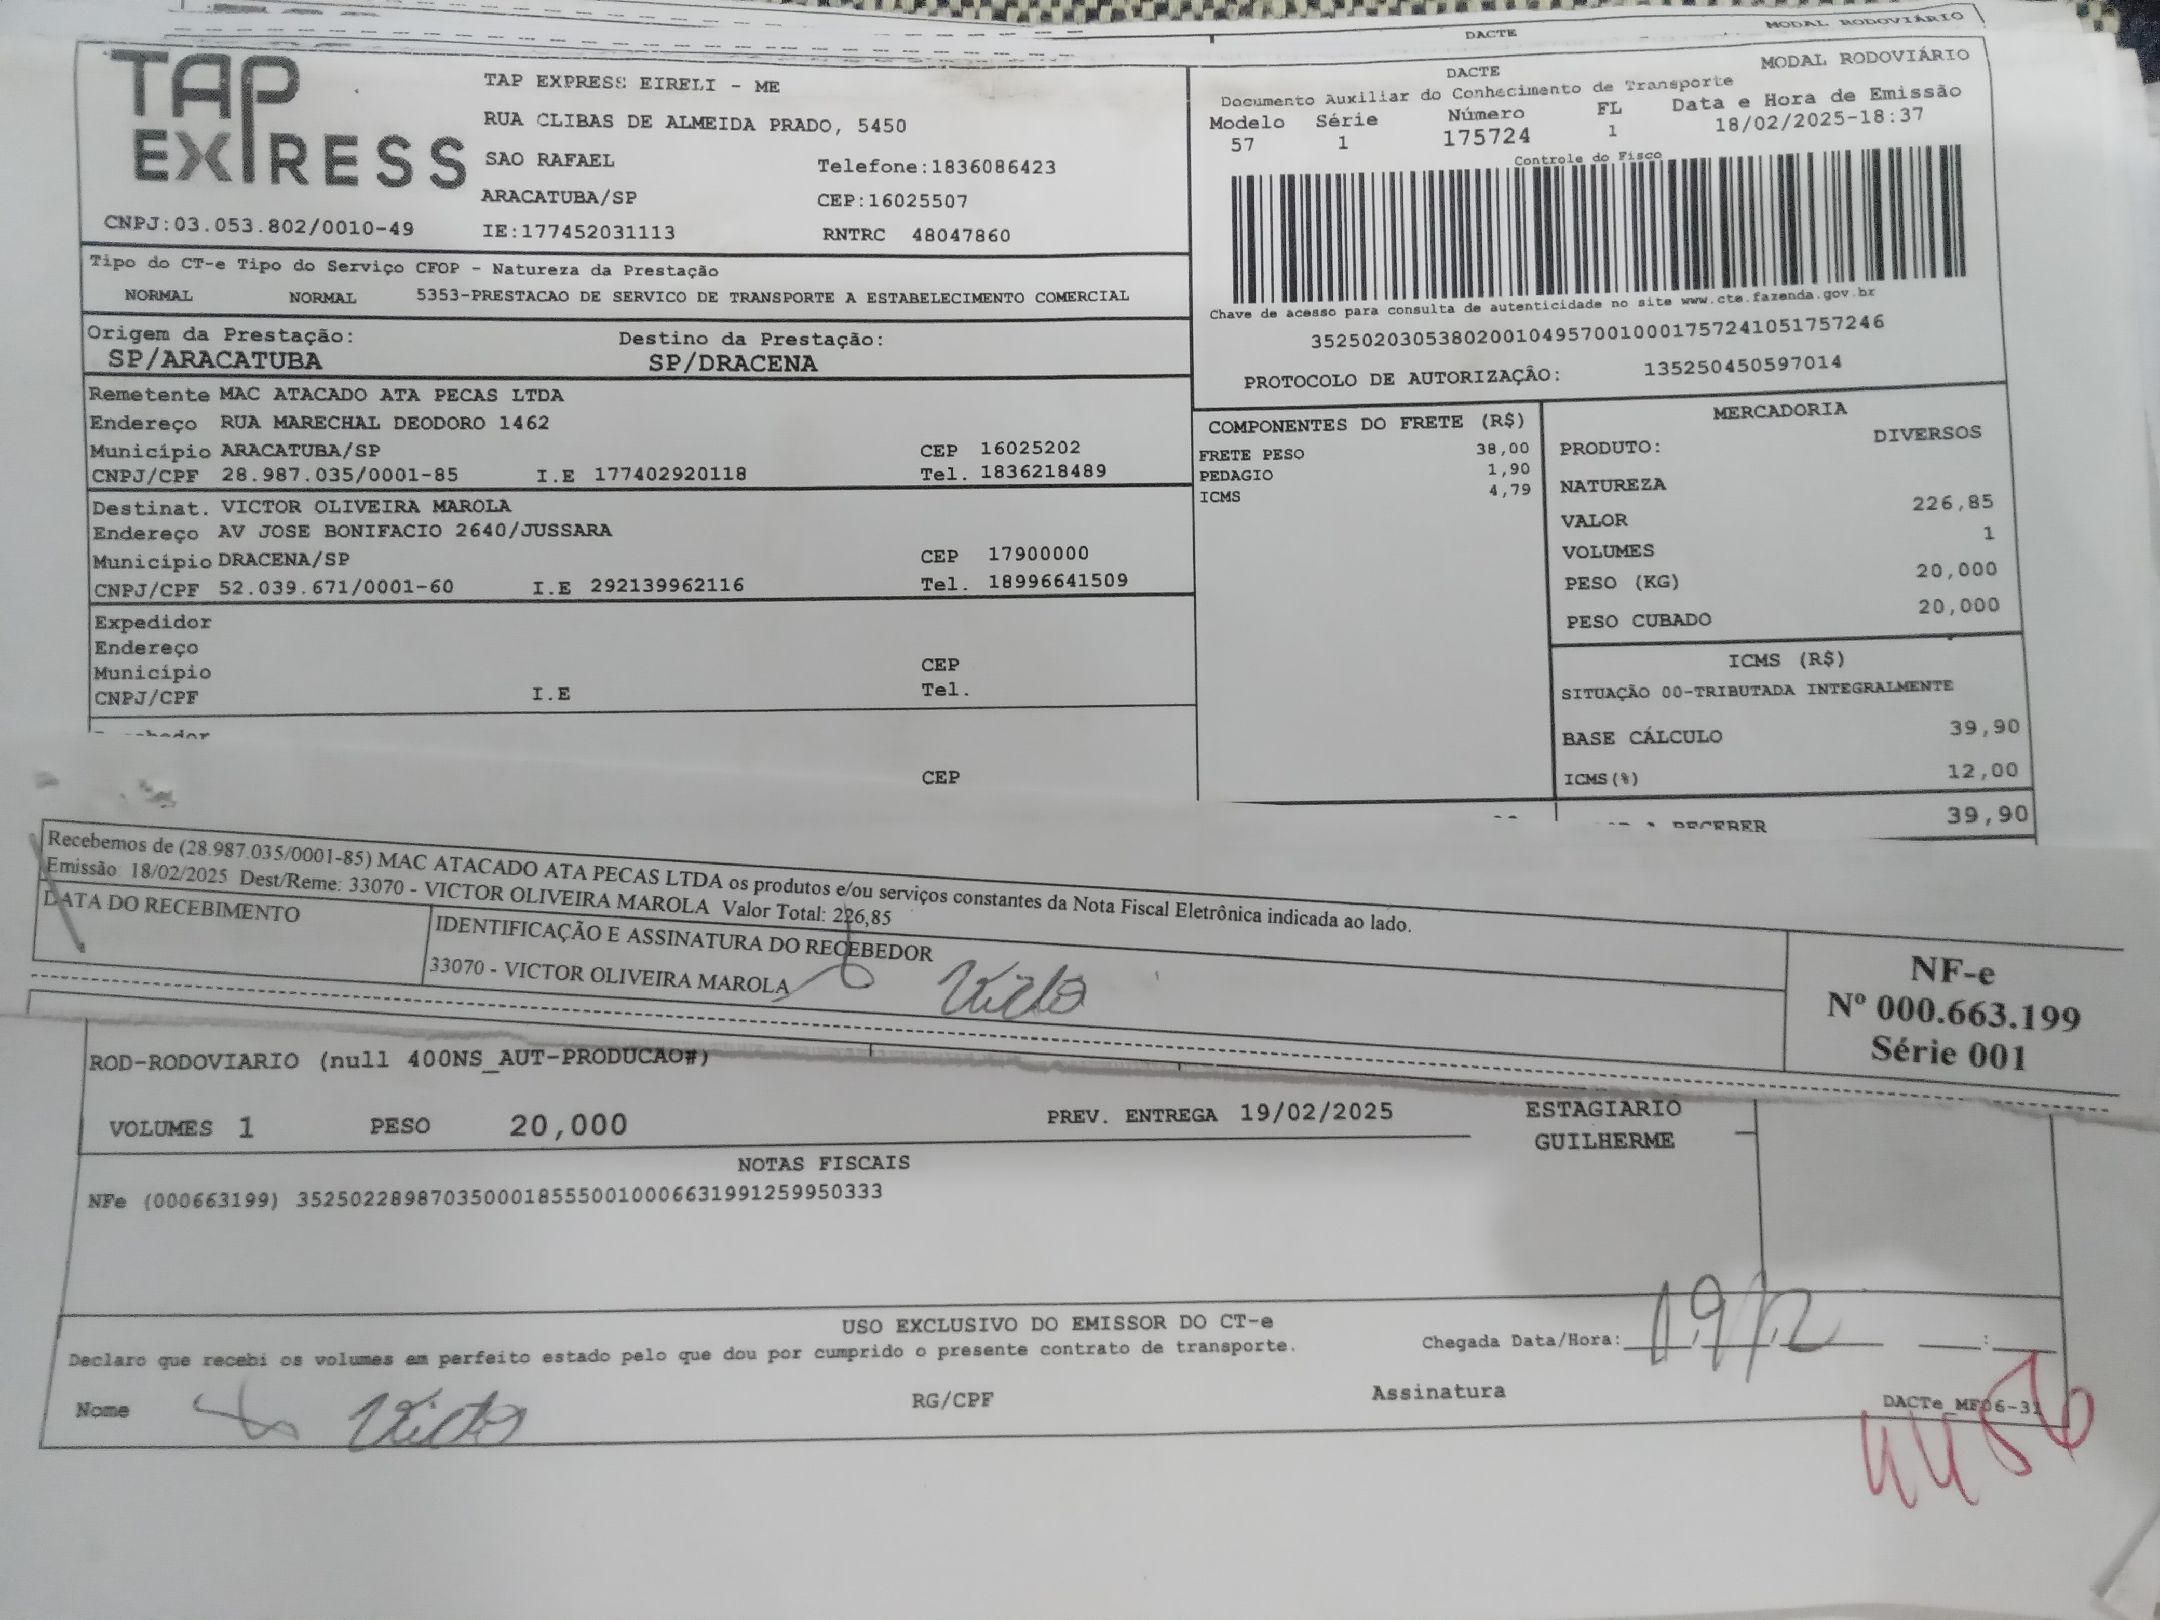 DACTE
MODAL RODOVIÁRIO
TAP
EXPRESS
TAP EXPRESS EIRELI - ME
RUA CLIBAS DE ALMEIDA PRADO, 5450
SAO RAFAEL Telefone:1836086423
ARACATUBA/SP CEP:16025507
CNPJ:03.053.802/0010-49 IE:177452031113 RNTRC 48047860
DACTE MODAL RODOVIÁRIO
Documento Auxiliar do Conhecimento de Transporte
Modelo Série Número FL Data e Hora de Emissão
57 1 175724 1 18/02/2025-18:37
Controle do Fisco
Chave de acesso para consulta de autenticidade no site www.cte.fazenda.gov.br
35250203053802001049570010001757241051757246
PROTOCOLO DE AUTORIZAÇÃO: 135250450597014
Tipo do CT-e Tipo do Serviço CFOP - Natureza da Prestação
NORMAL NORMAL 5353-PRESTACAO DE SERVICO DE TRANSPORTE A ESTABELECIMENTO COMERCIAL
Origem da Prestação: Destino da Prestação:
SP/ARACATUBA SP/DRACENA
Remetente MAC ATACADO ATA PECAS LTDA
Endereço RUA MARECHAL DEODORO 1462
Município ARACATUBA/SP CEP 16025202
CNPJ/CPF 28.987.035/0001-85 I.E 177402920118 Tel. 1836218489
Destinat. VICTOR OLIVEIRA MAROLA
Endereço AV JOSE BONIFACIO 2640/JUSSARA
Município DRACENA/SP CEP 17900000
CNPJ/CPF 52.039.671/0001-60 I.E 292139962116 Tel. 18996641509
Expedidor
Endereço
Município CEP
CNPJ/CPF I.E Tel.
CEP
COMPONENTES DO FRETE (R$)
FRETE PESO 38,00
PEDAGIO 1,90
ICMS 4,79
MERCADORIA
PRODUTO: DIVERSOS
NATUREZA
VALOR 226,85
VOLUMES 1
PESO (KG) 20,000
PESO CUBADO 20,000
ICMS (R$)
SITUAÇÃO 00-TRIBUTADA INTEGRALMENTE
BASE CÁLCULO 39,90
ICMS(%) 12,00
A RECEBER 39,90
Recebemos de (28.987.035/0001-85) MAC ATACADO ATA PECAS LTDA os produtos e/ou serviços constantes da Nota Fiscal Eletrônica indicada ao lado.
Emissão: 18/02/2025 Dest/Reme: 33070 - VICTOR OLIVEIRA MAROLA Valor Total: 226,85
DATA DO RECEBIMENTO IDENTIFICAÇÃO E ASSINATURA DO RECEBEDOR
33070 - VICTOR OLIVEIRA MAROLA Victo
NF-e
Nº 000.663.199
Série 001
ROD-RODOVIARIO (null 400NS_AUT-PRODUCAO#)
VOLUMES 1 PESO 20,000 PREV. ENTREGA 19/02/2025 ESTAGIARIO
GUILHERME
NOTAS FISCAIS
NFe (000663199) 35250228987035000185550010006631991259950333
USO EXCLUSIVO DO EMISSOR DO CT-e
Declaro que recebi os volumes em perfeito estado pelo que dou por cumprido o presente contrato de transporte. Chegada Data/Hora: 19/2 :
Nome Victo RG/CPF Assinatura DACTe_MF06-31